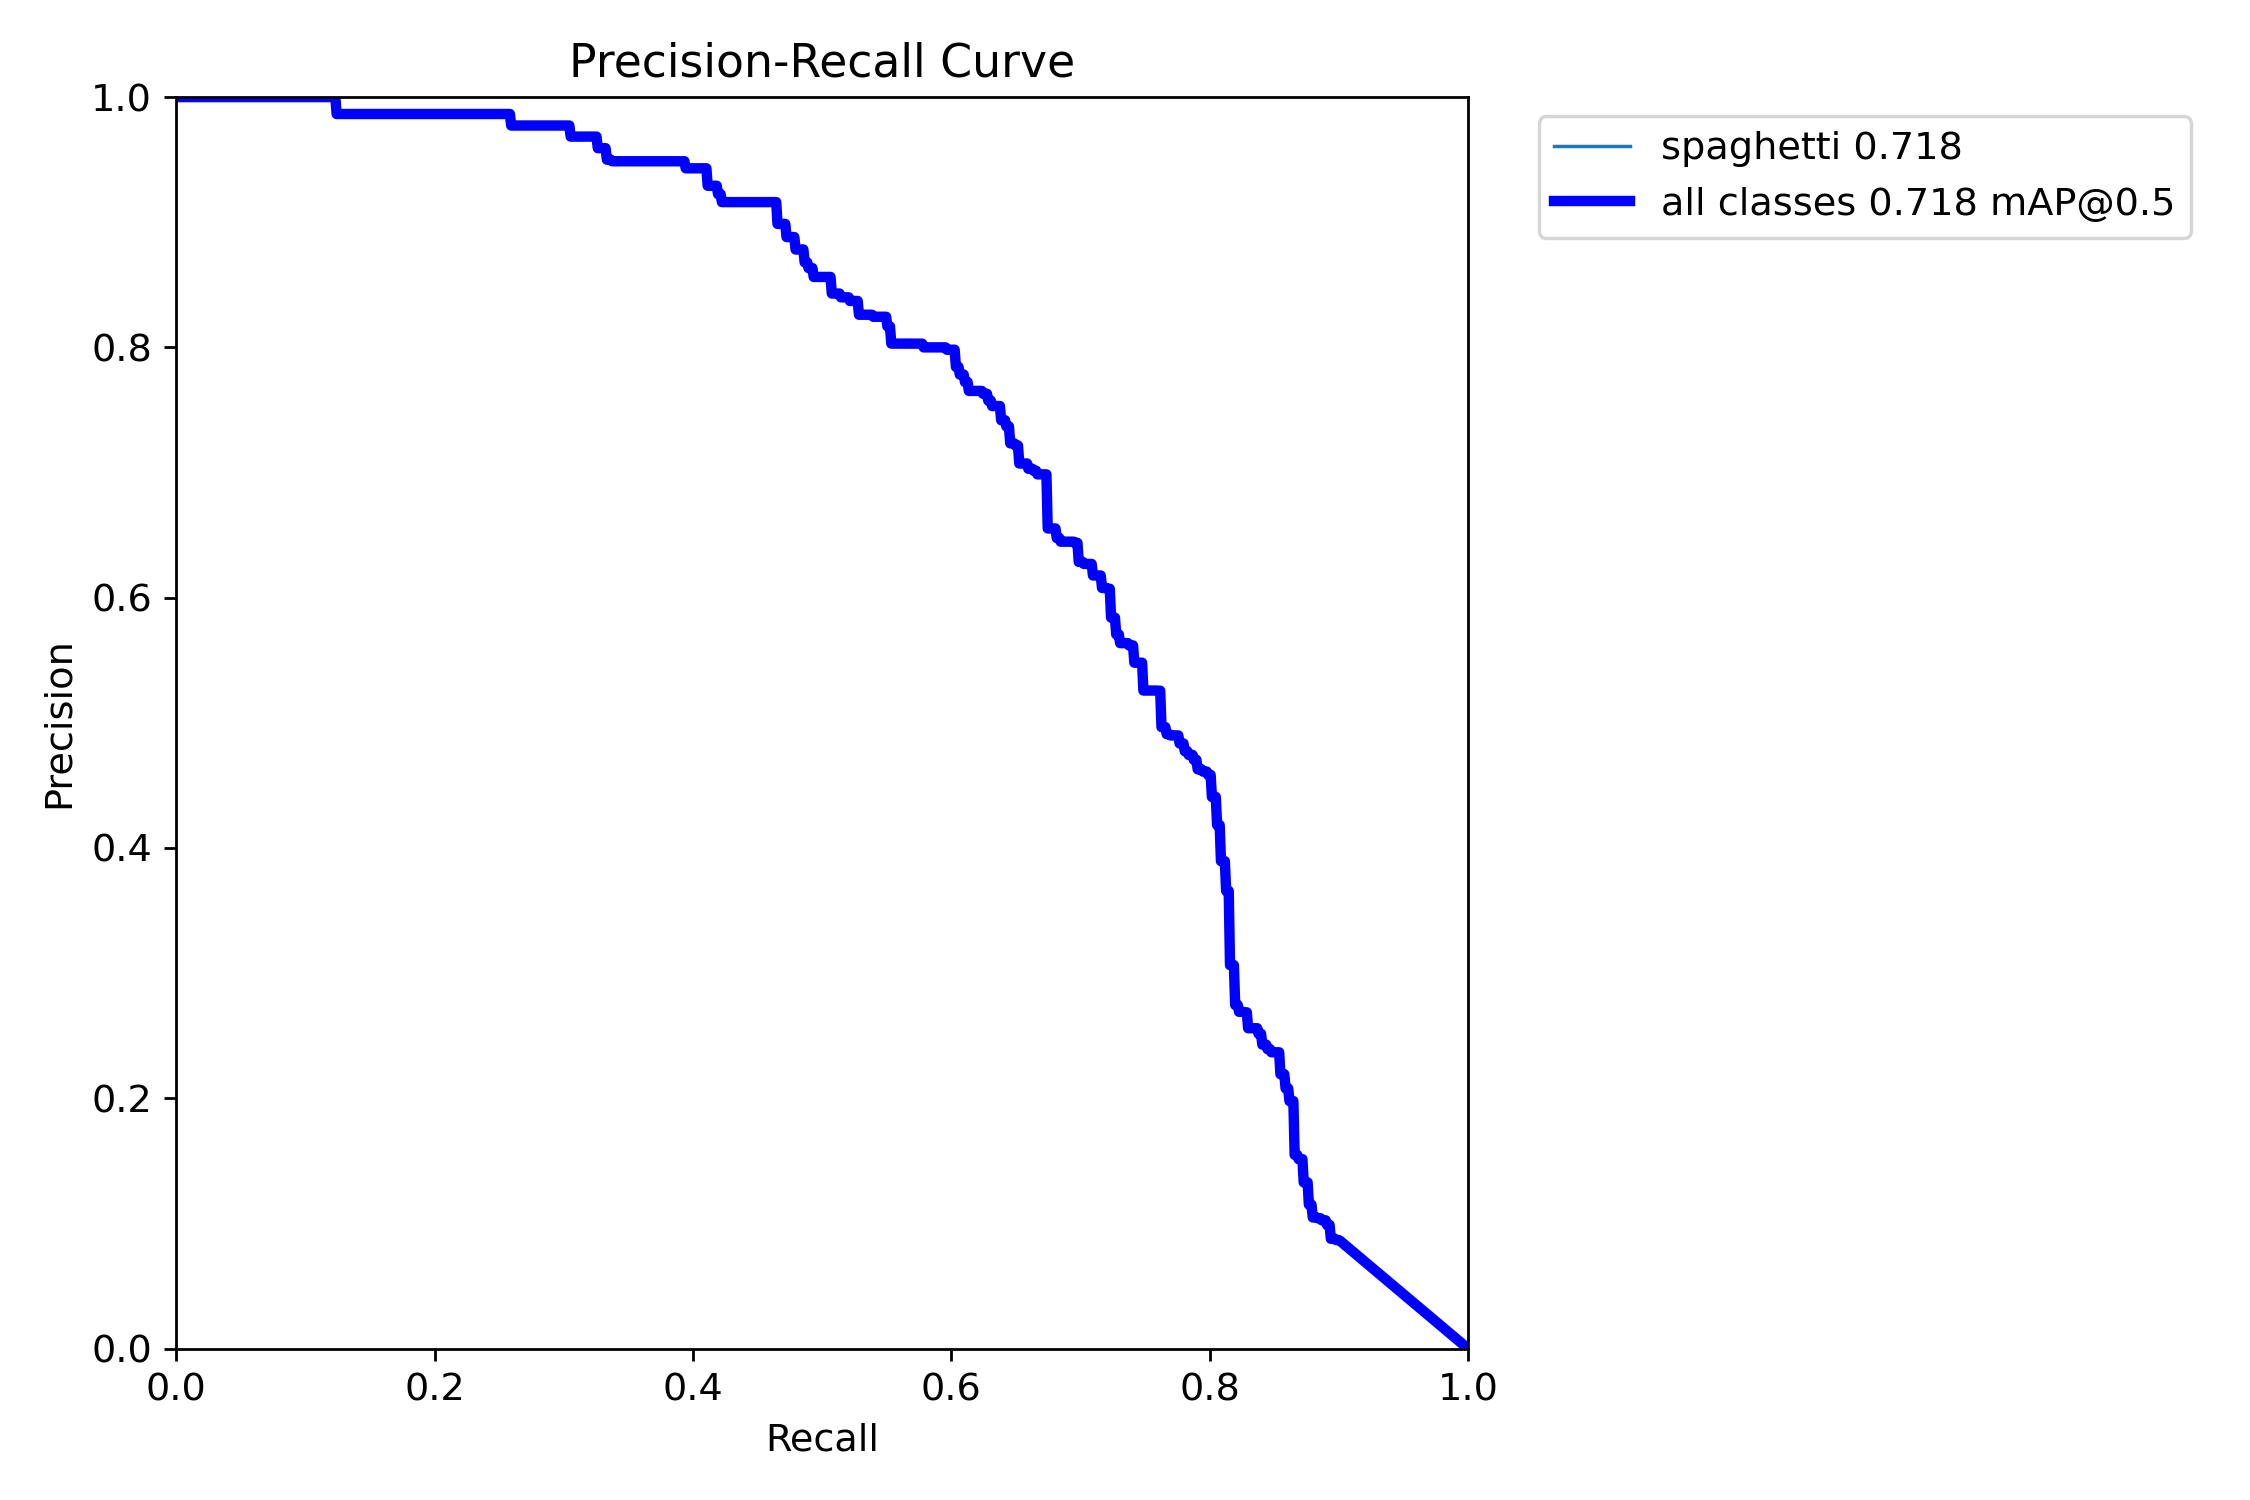 Precision-Recall Curve
1.0
0.8
0.6
0.4
0.2
0.0
Precision
0.0 0.2 0.4 0.6 0.8 1.0
Recall
spaghetti 0.718
all classes 0.718 mAP@0.5